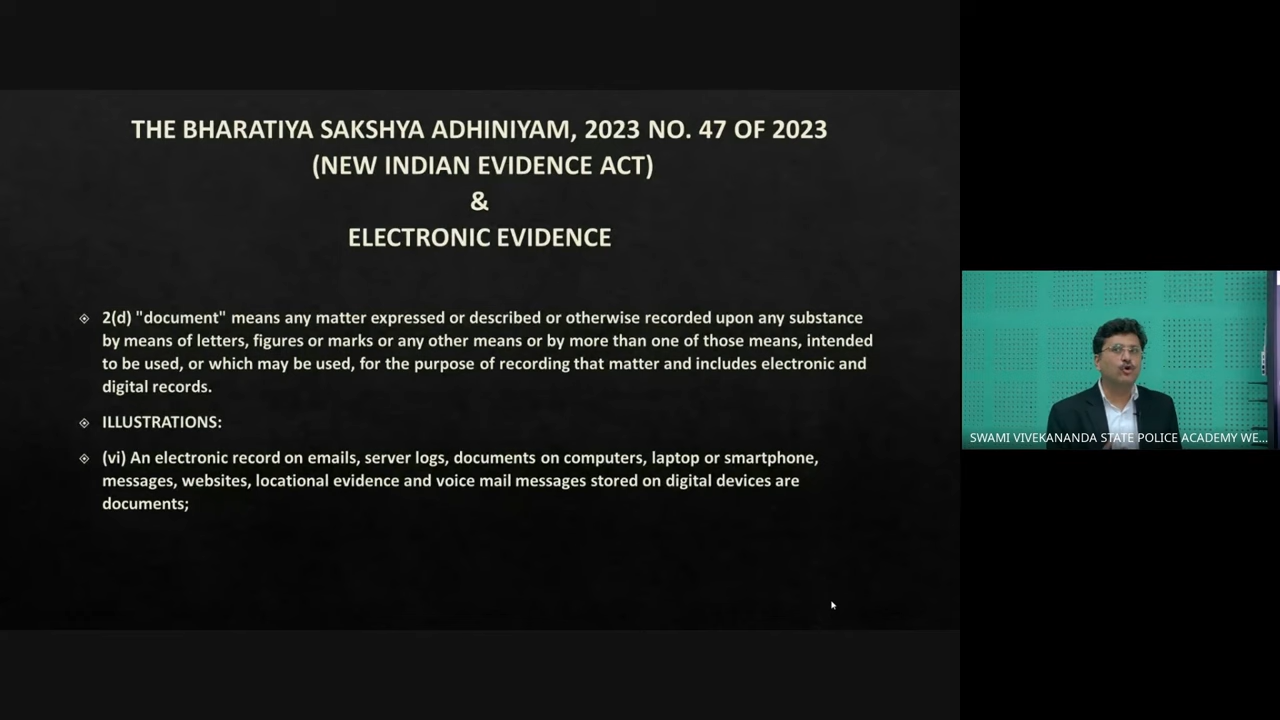 THE BHARATIYA SAKSHYA ADHINIYAM, 2023 NO. 47 OF 2023
(NEW INDIAN EVIDENCE ACT)
&
ELECTRONIC EVIDENCE
2(d) "document" means any matter expressed or described or otherwise recorded upon any substance
by means of letters, figures or marks or any other means or by more than one of those means, intended
to be used, or which may be used, for the purpose of recording that matter and includes electronic and
digital records.
ILLUSTRATIONS:
(vi) An electronic record on emails, server logs, documents on computers, laptop or smartphone,
messages, websites, locational evidence and voice mail messages stored on digital devices are
documents;
SWAMI VIVEKANANDA STATE POLICE ACADEMY WE...